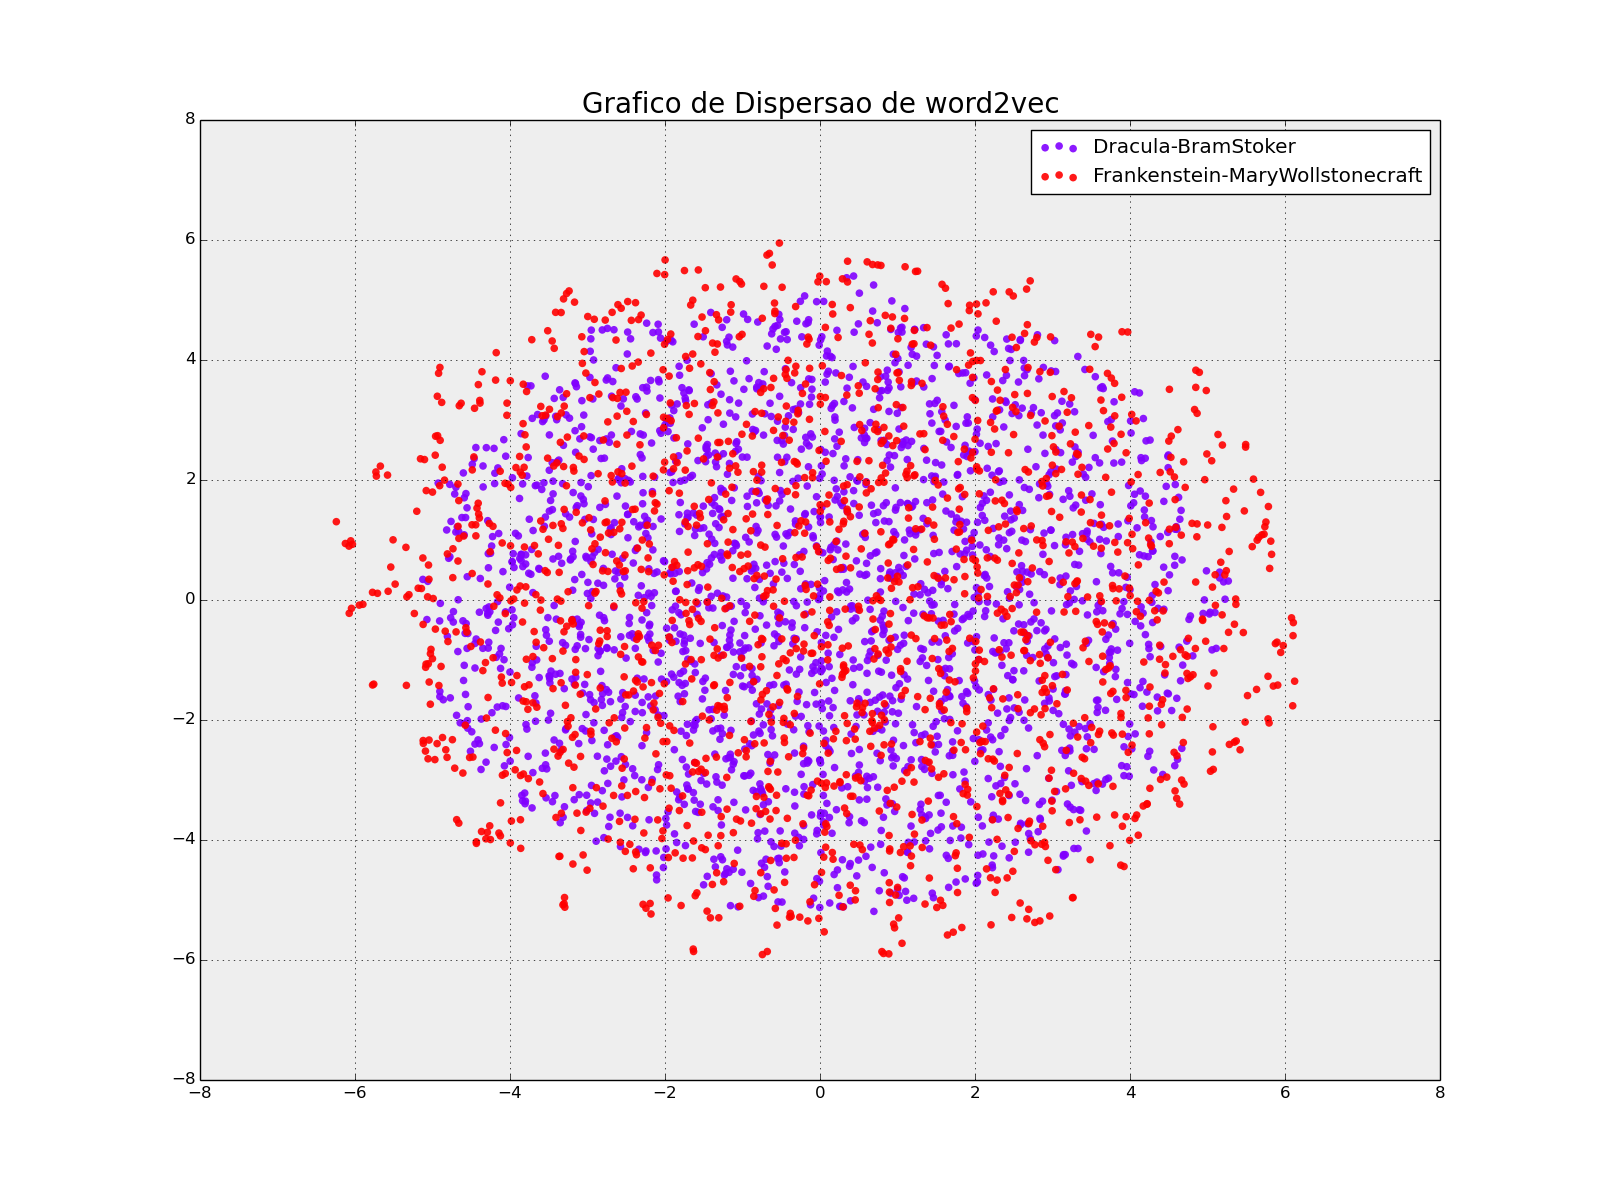 Grafico de Dispersao de word2vec
Dracula-BramStoker
Frankenstein-MaryWollstonecraft
8
6
4
2
0
−2
−4
−6
−8
−8 −6 −4 −2 0 2 4 6 8